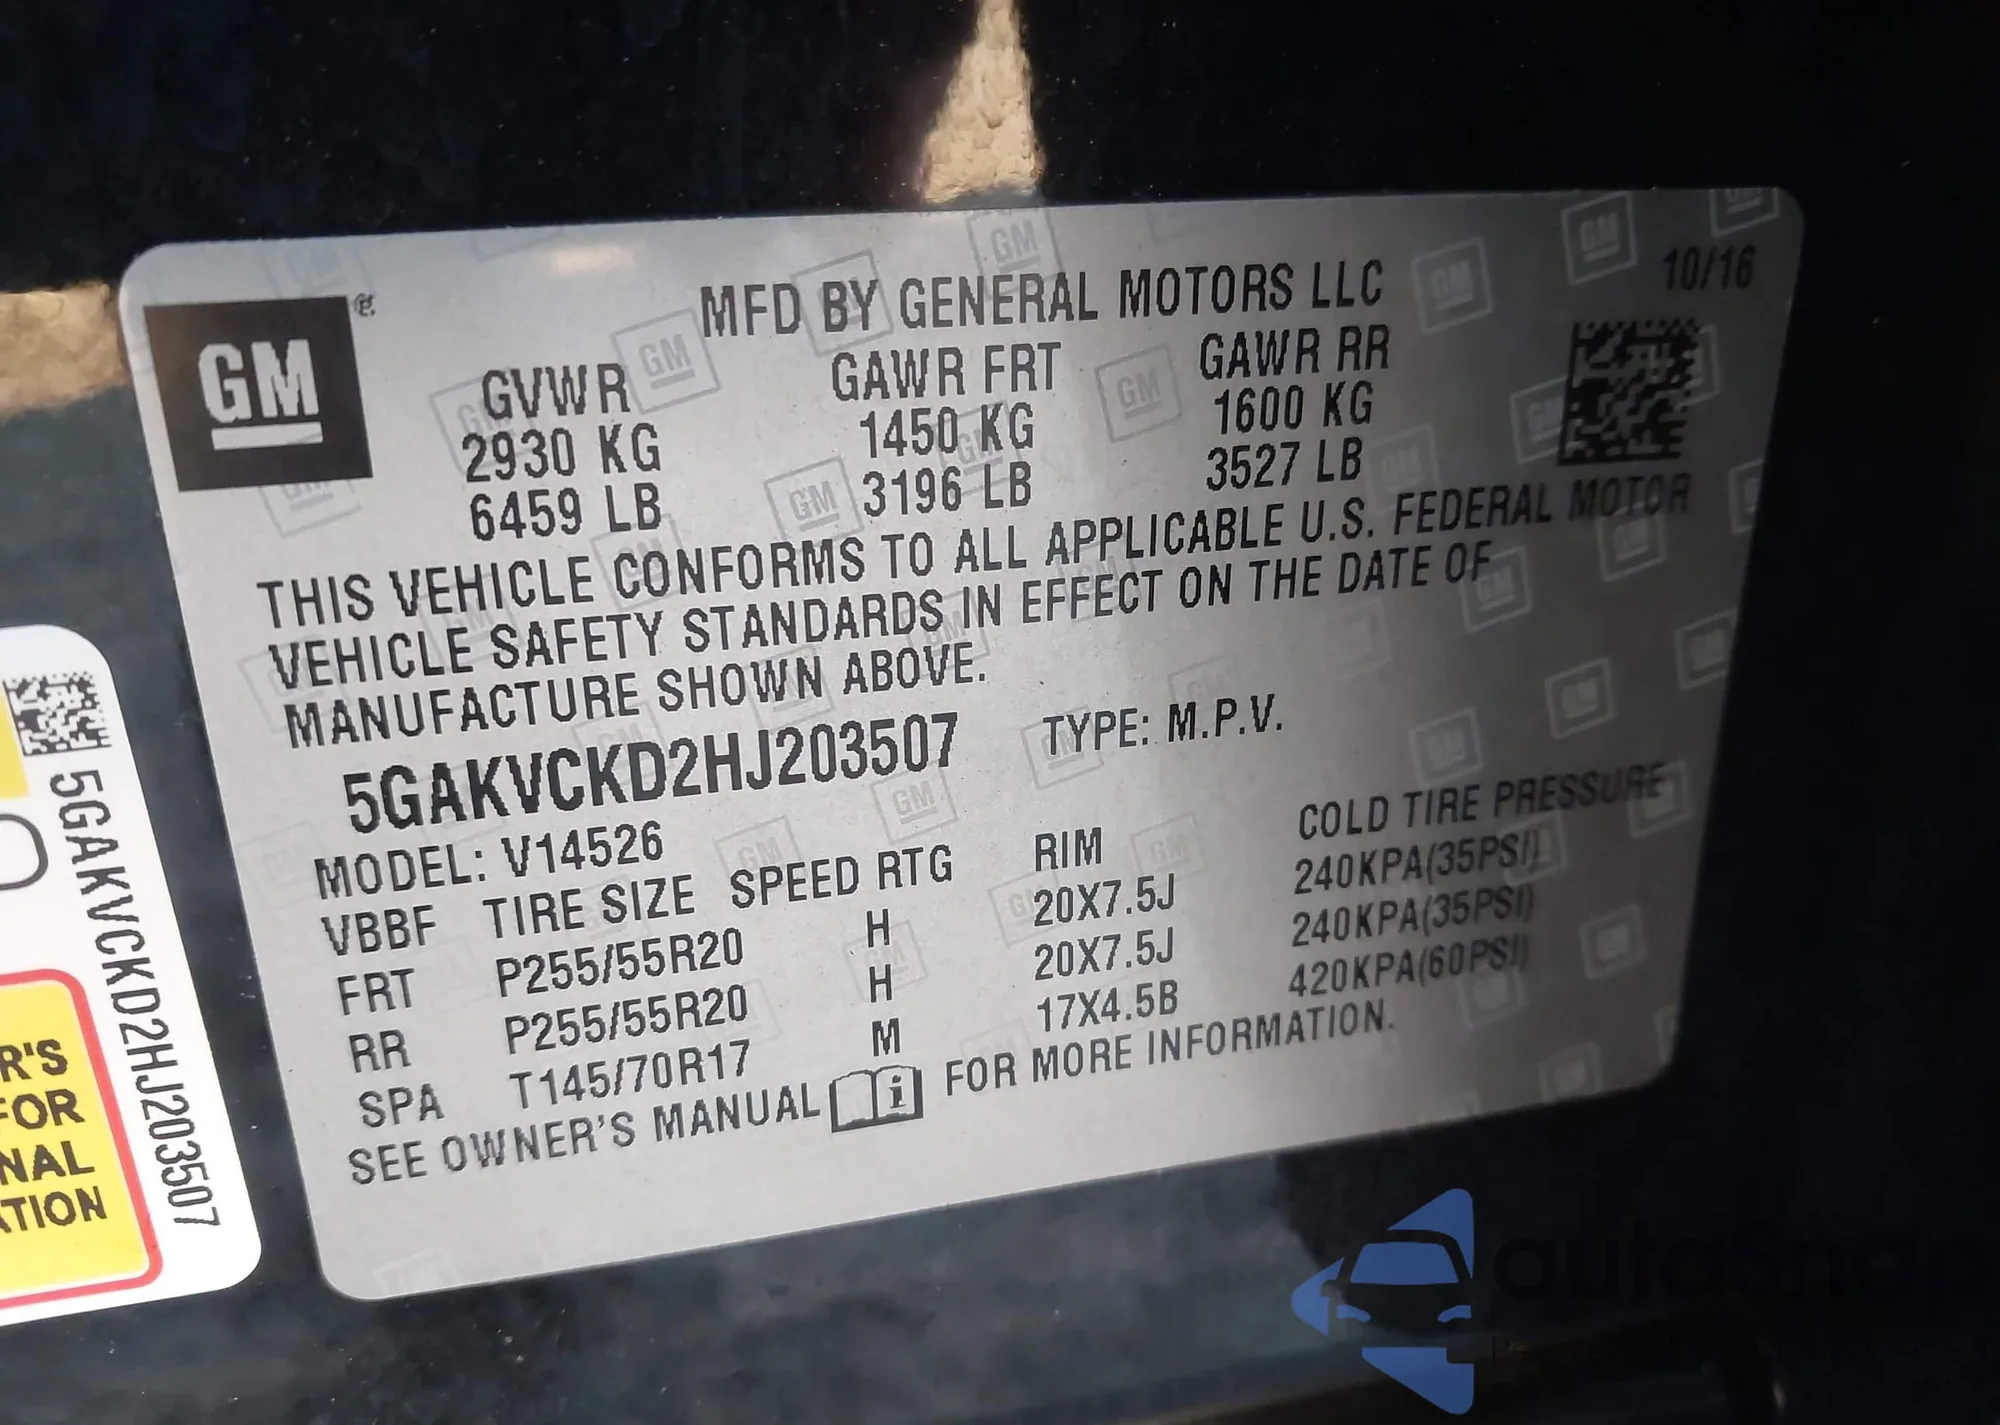 10/16
MFD BY GENERAL MOTORS LLC
GM
GVWR GAWR FRT GAWR RR
2930 KG 1450 KG 1600 KG
6459 LB 3196 LB 3527 LB
THIS VEHICLE CONFORMS TO ALL APPLICABLE U.S. FEDERAL MOTOR
VEHICLE SAFETY STANDARDS IN EFFECT ON THE DATE OF
MANUFACTURE SHOWN ABOVE.
5GAKVCKD2HJ203507 TYPE: M.P.V.
MODEL: V14526
VBBF TIRE SIZE SPEED RTG RIM COLD TIRE PRESSURE
FRT P255/55R20 H 20X7.5J 240KPA(35PSI)
RR P255/55R20 H 20X7.5J 240KPA(35PSI)
SPA T145/70R17 M 17X4.5B 420KPA(60PSI)
SEE OWNER'S MANUAL i FOR MORE INFORMATION.
5GAKVCKD2HJ203507
R'S
FOR
NAL
ATION
autoSnap